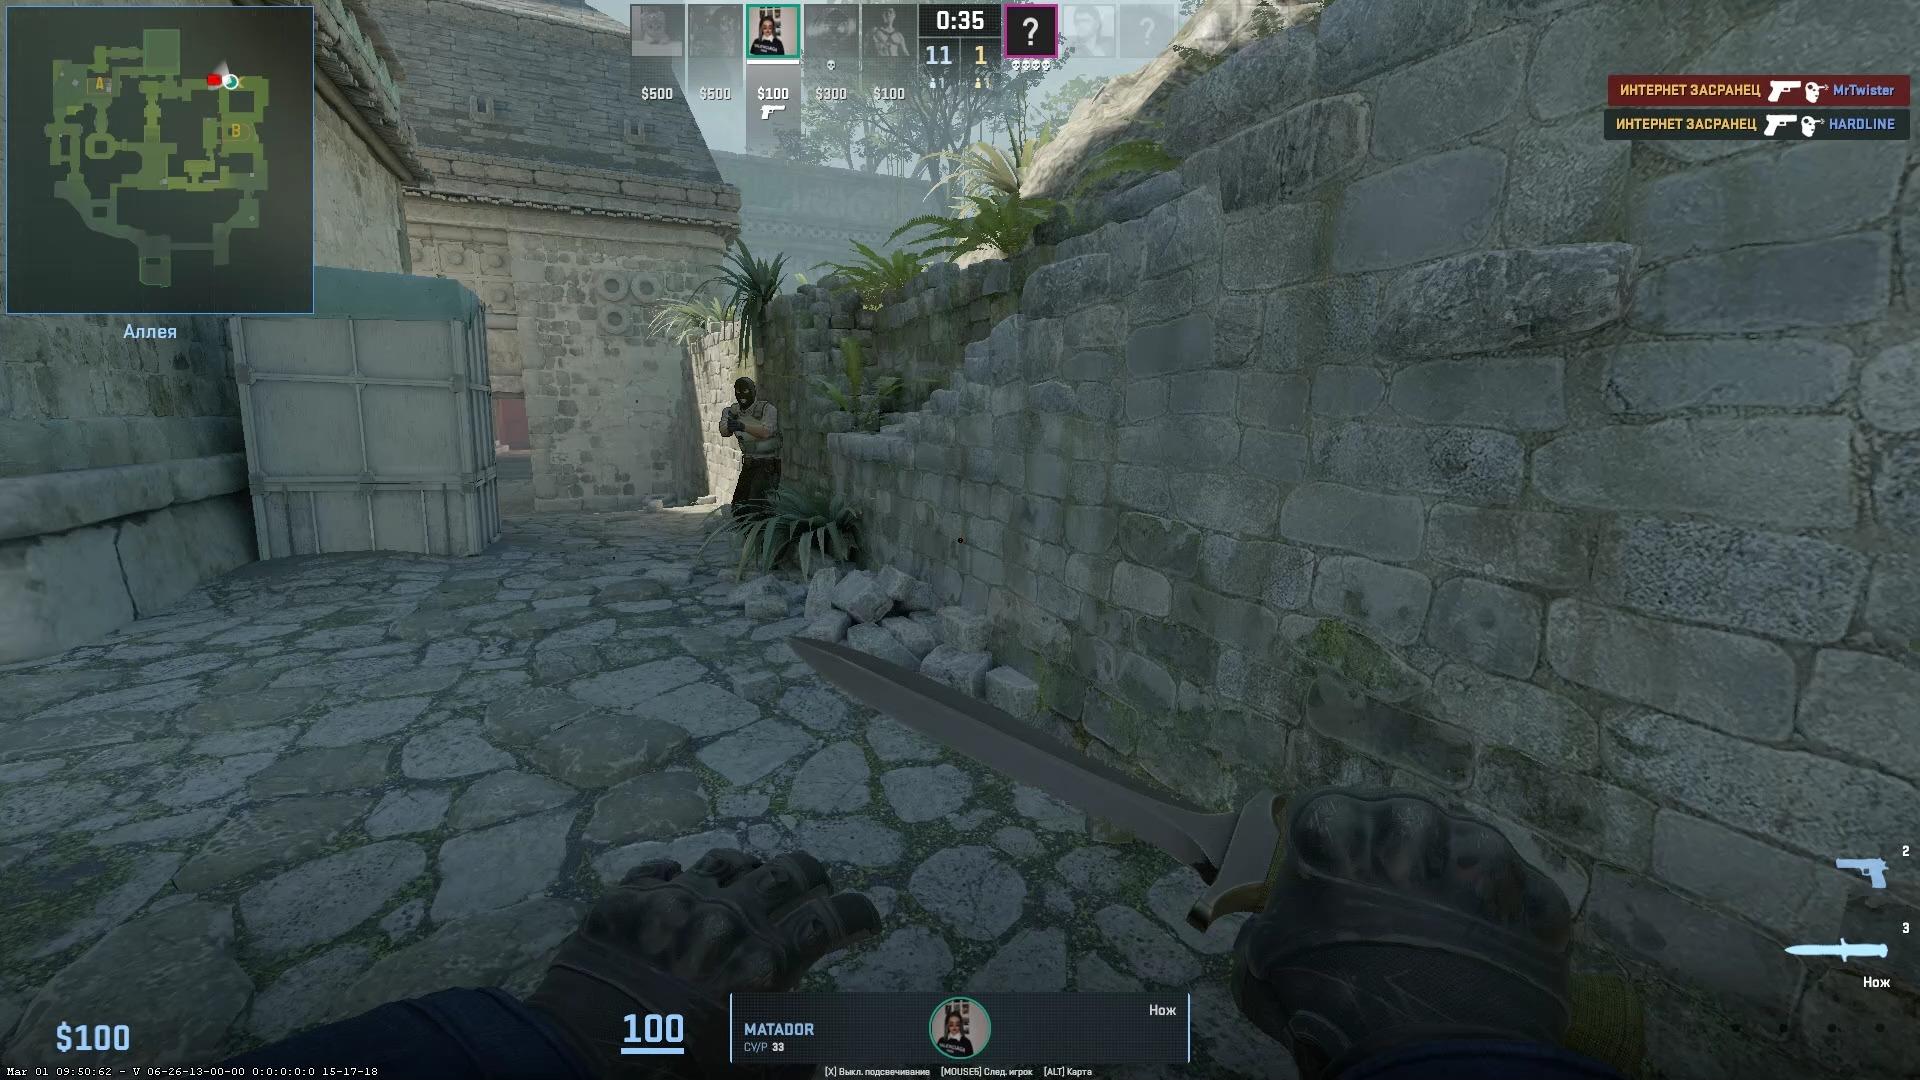 0:35
11 1
1 1
$500 $500 $100 $300 $100
A
B
Аллея
ИНТЕРНЕТ ЗАСРАНЕЦ MrTwister
ИНТЕРНЕТ ЗАСРАНЕЦ HARDLINE
2
3
Нож
$100
100
MATADOR
СУ/Р 33
Нож
[X] Выкл. подсвечивание [MOUSE5] След. игрок [ALT] Карта
Mar 01 09:50:62 - V 06-26-13-00-00 0:0:0:0:0 15-17-18